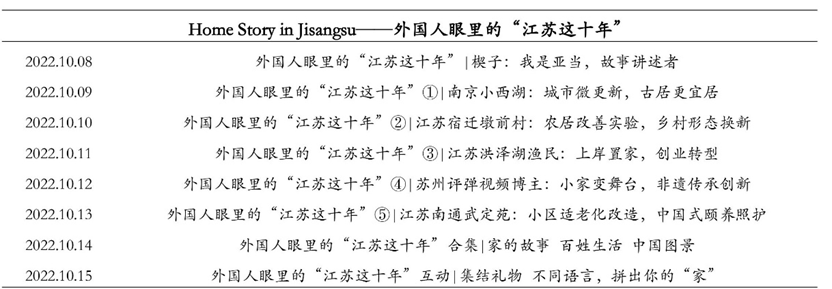 Home Story in Jisangsu——外国人眼里的“江苏这十年”
2022.10.08 外国人眼里的“江苏这十年”|楔子：我是亚当，故事讲述者
2022.10.09 外国人眼里的“江苏这十年”①|南京小西湖：城市微更新，古居更宜居
2022.10.10 外国人眼里的“江苏这十年”②|江苏宿迁墩前村：农居改善实验，乡村形态换新
2022.10.11 外国人眼里的“江苏这十年”③|江苏洪泽湖渔民：上岸置家，创业转型
2022.10.12 外国人眼里的“江苏这十年”④|苏州评弹视频博主：小家变舞台，非遗传承创新
2022.10.13 外国人眼里的“江苏这十年”⑤|江苏南通武定苑：小区适老化改造，中国式颐养照护
2022.10.14 外国人眼里的“江苏这十年” 合集|家的故事 百姓生活 中国图景
2022.10.15 外国人眼里的“江苏这十年” 互动|集结礼物 不同语言，拼出你的“家”